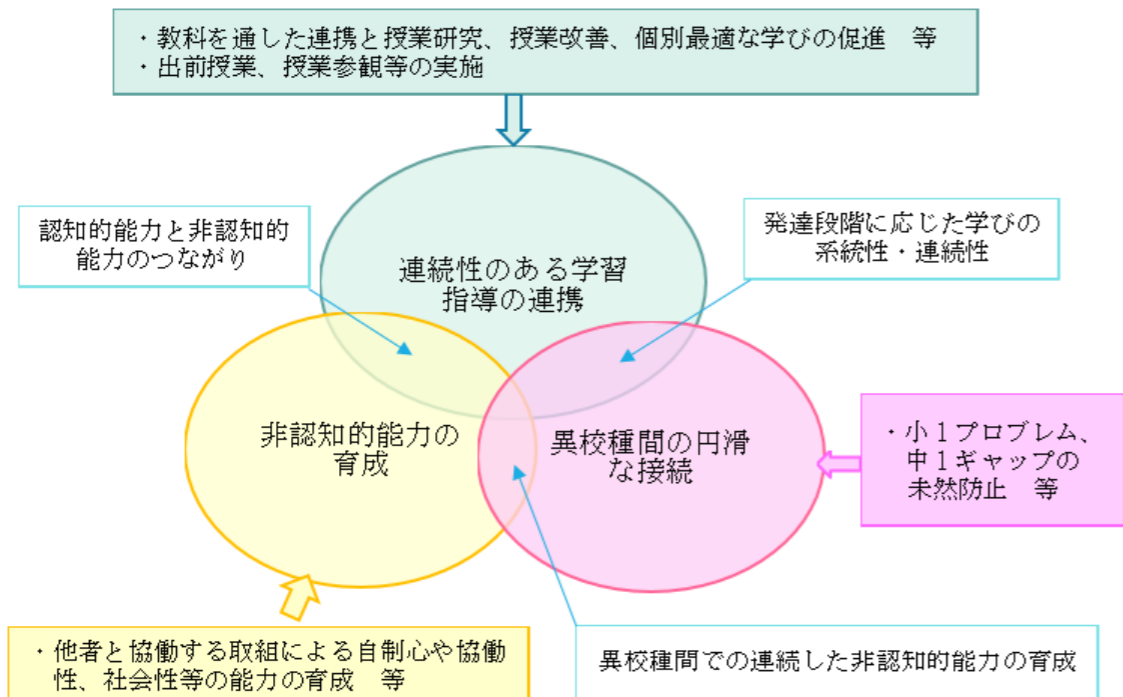 ・教科を通した連携と授業研究、授業改善、個別最適な学びの促進　等
・出前授業、授業参観等の実施
認知的能力と非認知的
能力のつながり
発達段階に応じた学びの
系統性・連続性
連続性のある学習
指導の連携
非認知的能力の
育成
異校種間の円滑
な接続
・小１プロブレム、
中１ギャップの
未然防止　等
・他者と協働する取組による自制心や協働
性、社会性等の能力の育成　等
異校種間での連続した非認知的能力の育成